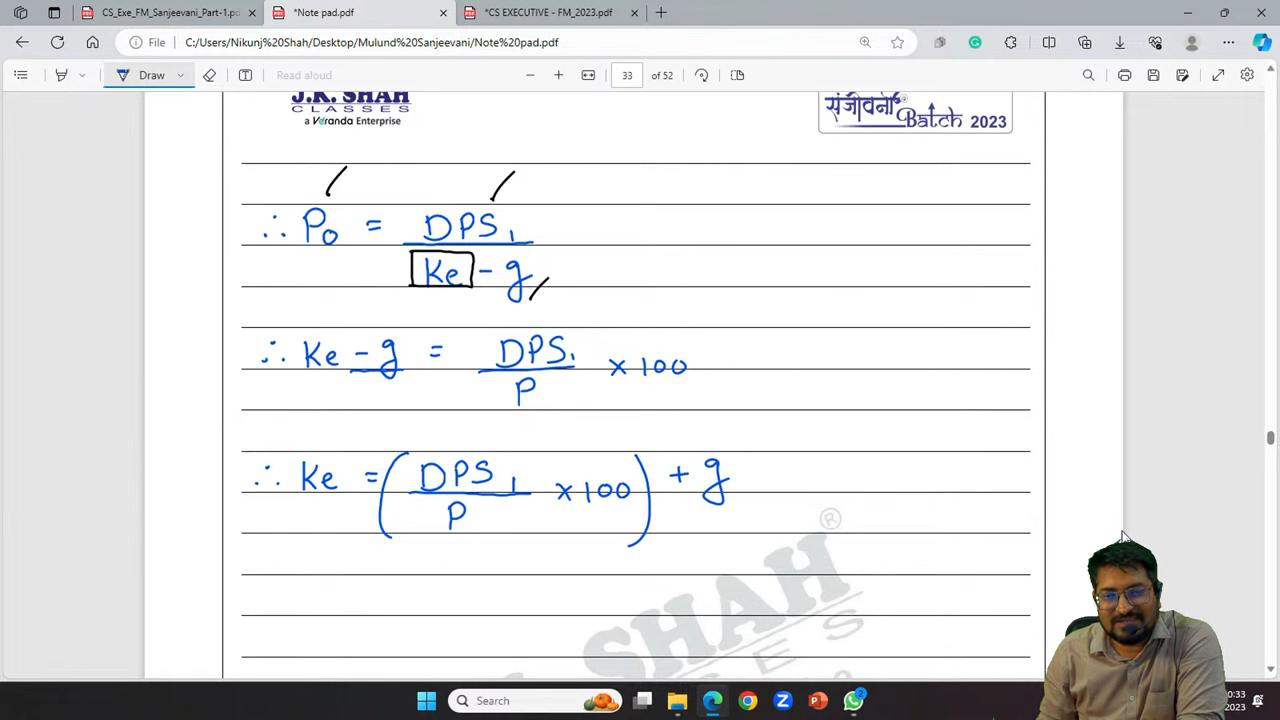 CS_Exe_FM_Sanjeevani_Part-1.pdf
*Note pad.pdf
*CS EXECUTIVE - FM_2023.pdf
File
C:/Users/Nikunj%20Shah/Desktop/Mulund%20Sanjeevani/Note%20pad.pdf
Draw
Read aloud
33 of 52
J.K. SHAH
CLASSES
a Veranda Enterprise
संजीवनी
Batch 2023
∴ P₀ = DPS₁
Ke - g
∴ Ke - g = DPS₁ × 100
P
∴ Ke = ( DPS₁ × 100 ) + g
P
SHAH ®
Search
2